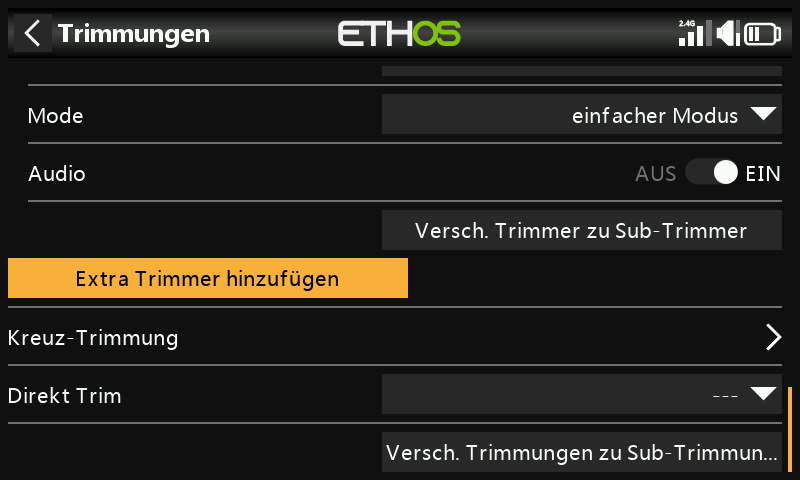 Trimmungen
ETHOS
2.4G
Mode
einfacher Modus
Audio
AUS EIN
Versch. Trimmer zu Sub-Trimmer
Extra Trimmer hinzufügen
Kreuz-Trimmung
Direkt Trim
---
Versch. Trimmungen zu Sub-Trimmun...